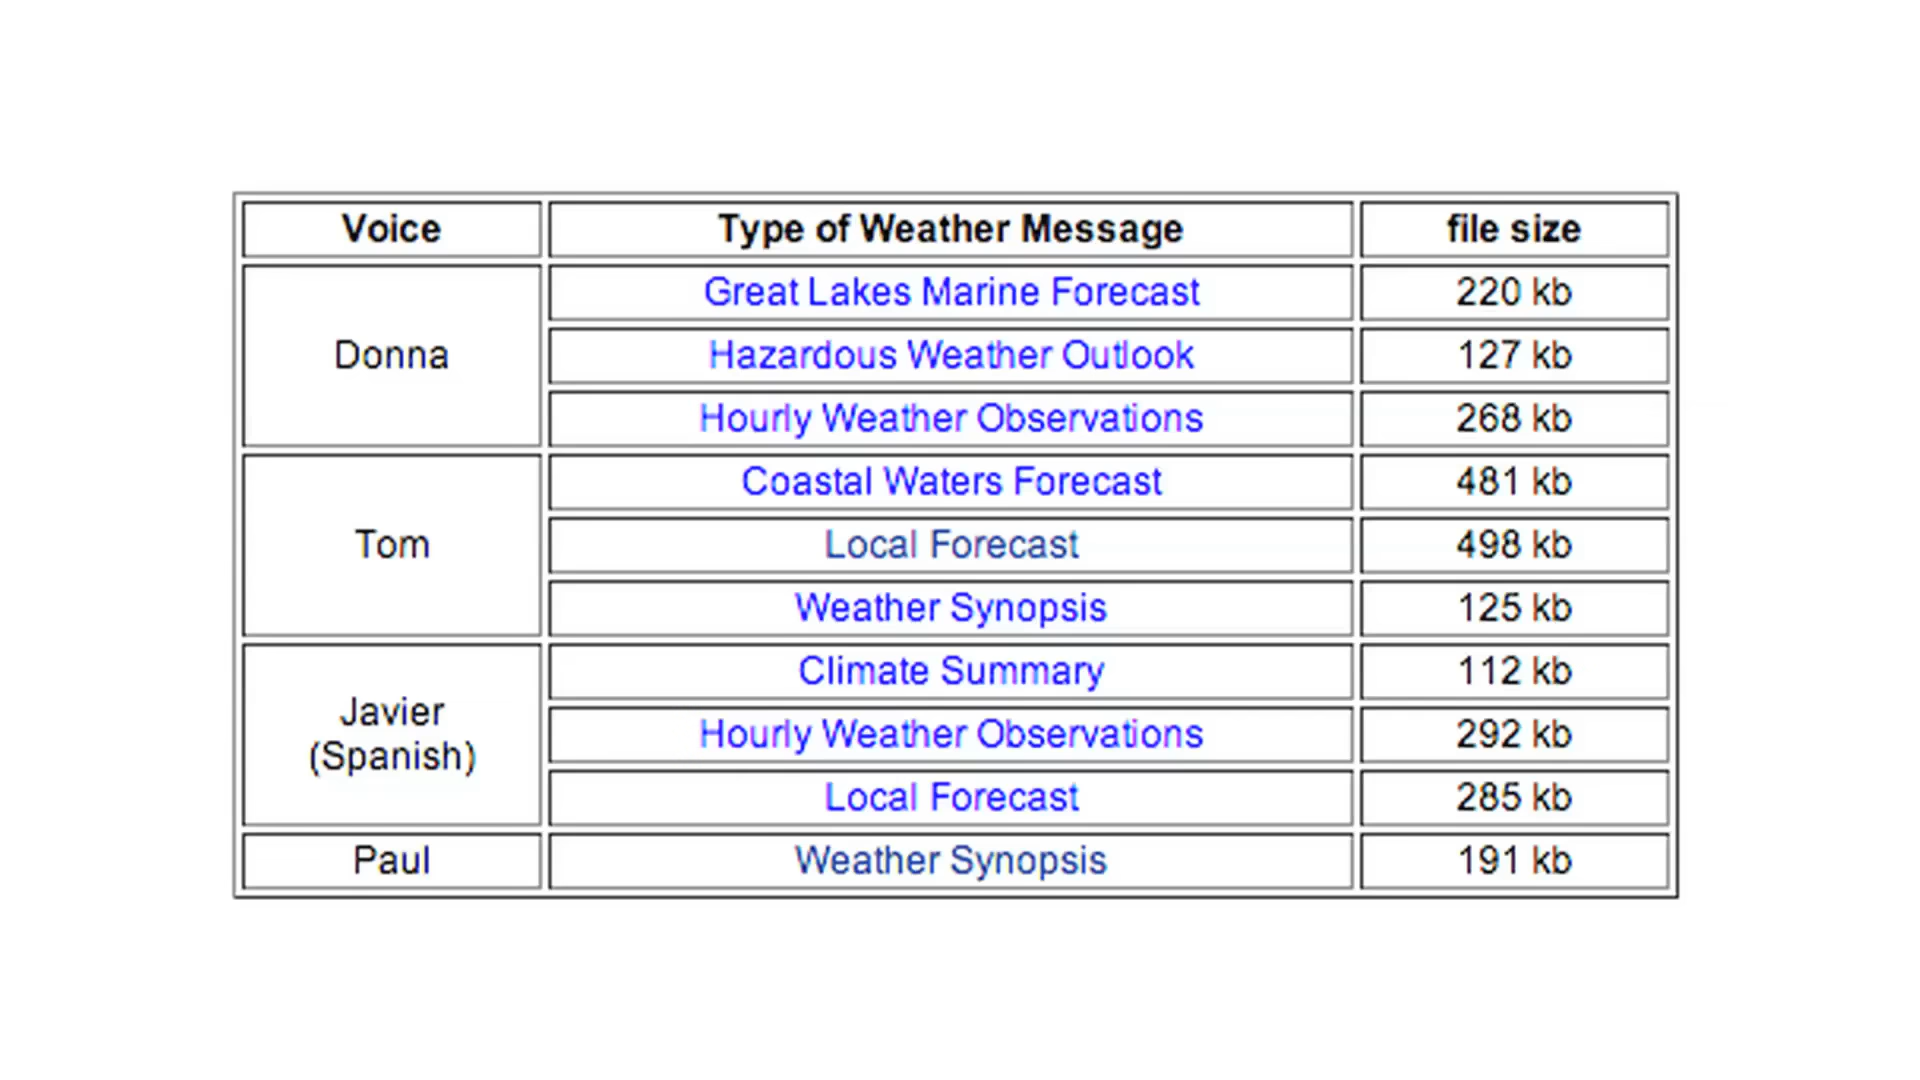 Voice Type of Weather Message file size
Donna Great Lakes Marine Forecast 220 kb
Hazardous Weather Outlook 127 kb
Hourly Weather Observations 268 kb
Tom Coastal Waters Forecast 481 kb
Local Forecast 498 kb
Weather Synopsis 125 kb
Javier
(Spanish) Climate Summary 112 kb
Hourly Weather Observations 292 kb
Local Forecast 285 kb
Paul Weather Synopsis 191 kb